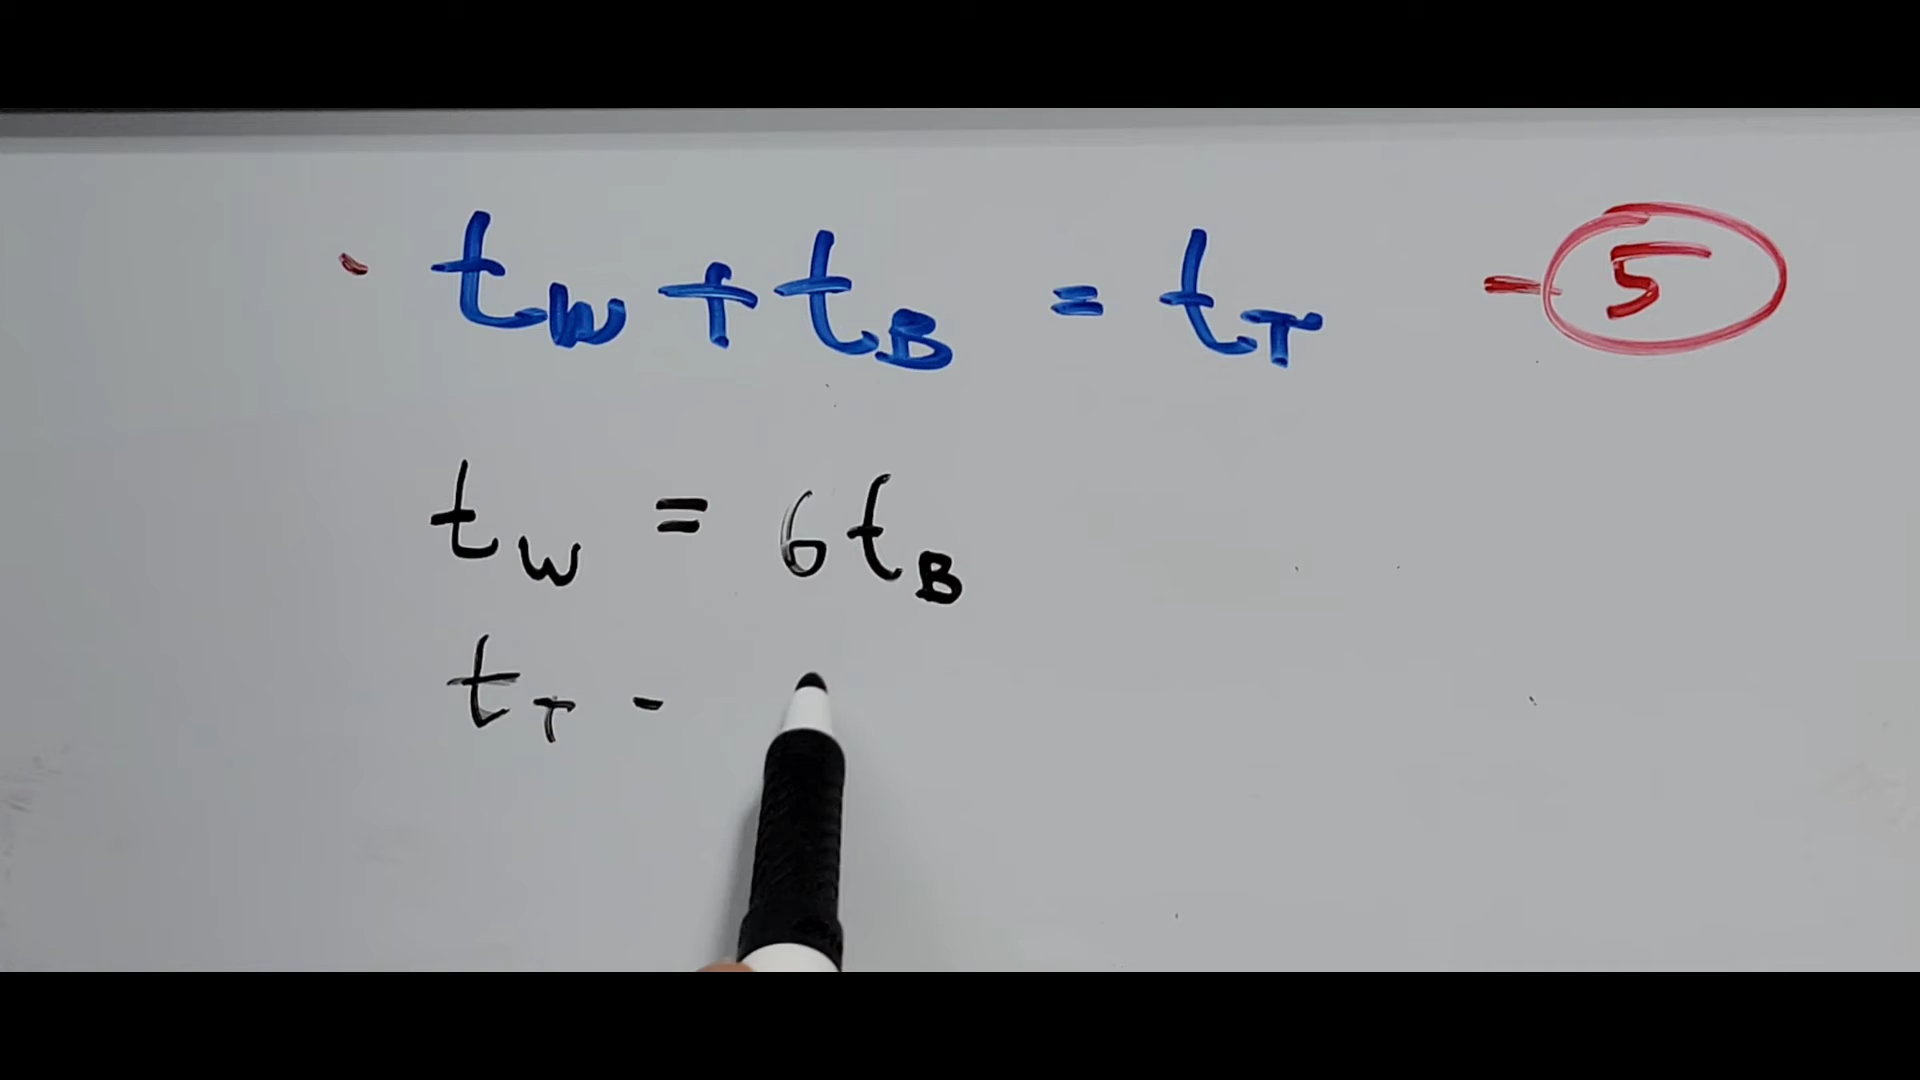 t_W + t_B = t_T - 5
t_W = 6t_B
t_T -